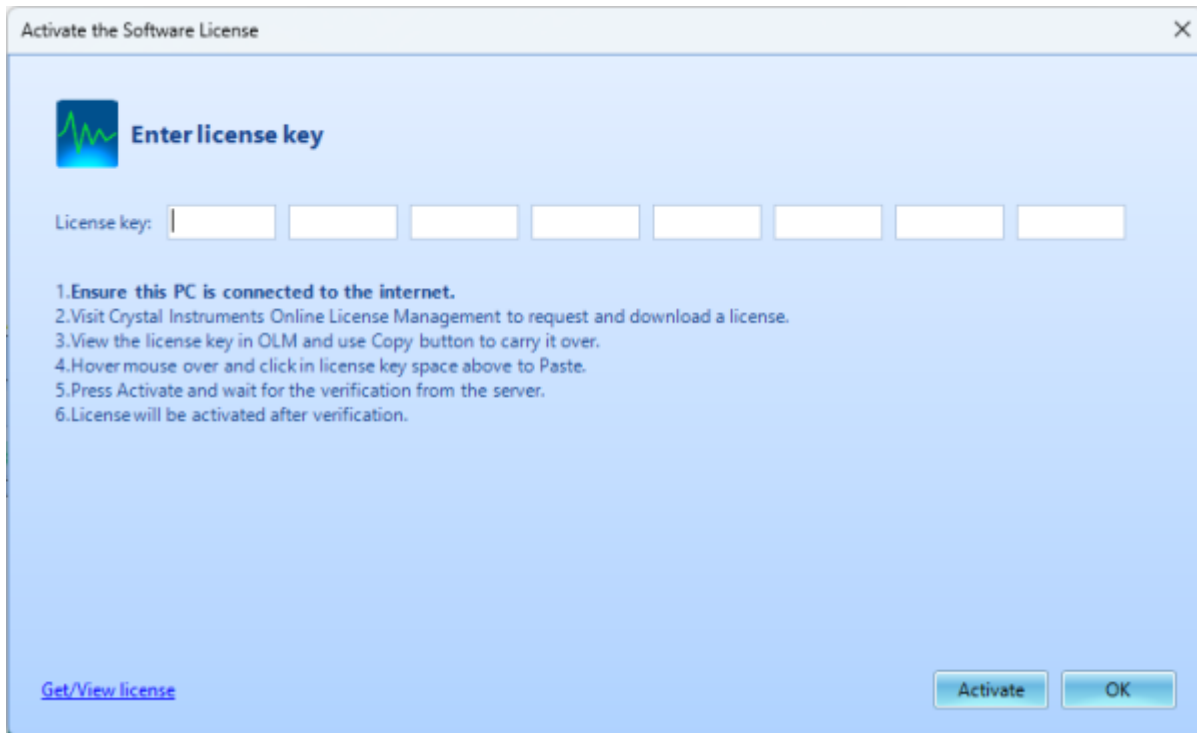 Activate the Software License
Enter license key
License key:
1.Ensure this PC is connected to the internet.
2.Visit Crystal Instruments Online License Management to request and download a license.
3.View the license key in OLM and use Copy button to carry it over.
4.Hover mouse over and click in license key space above to Paste.
5.Press Activate and wait for the verification from the server.
6.License will be activated after verification.
Get/View license
Activate
OK